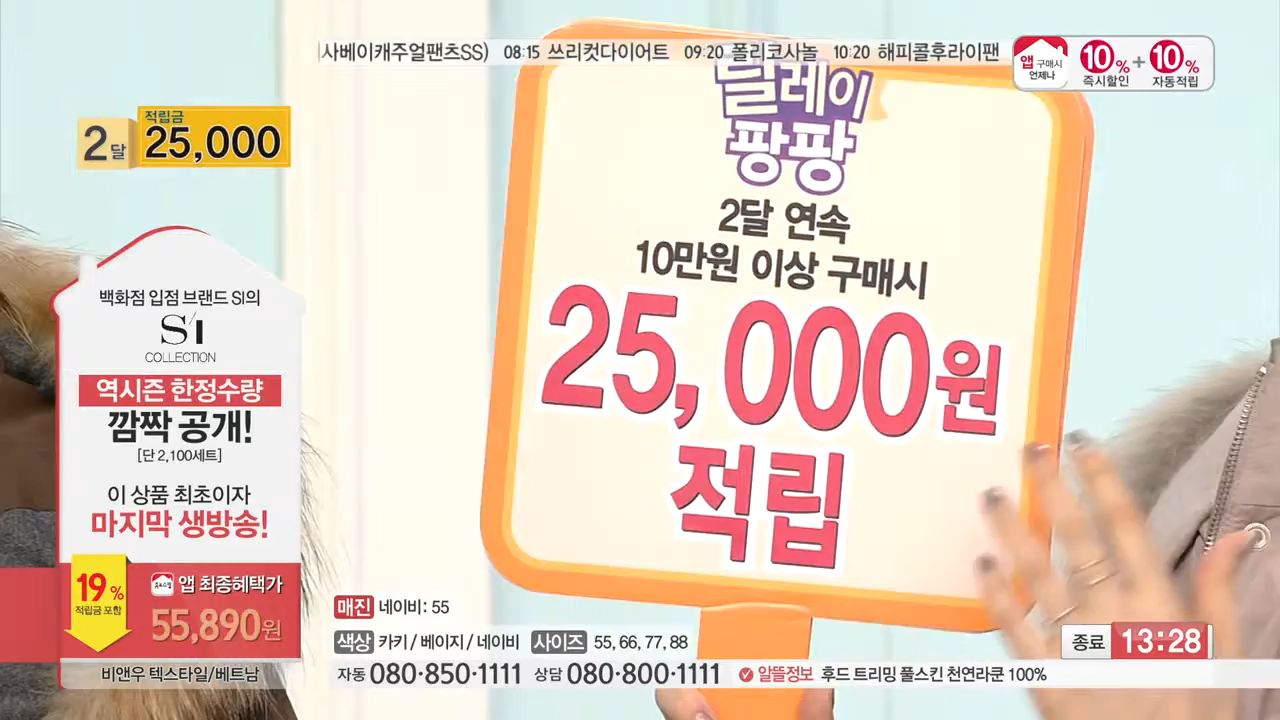 사베이캐주얼팬츠SS) 08:15 쓰리컷다이어트 09:20 폴리코사놀 10:20 해피콜후라이팬
앱 구매시 언제나
10% 즉시할인 + 10% 자동적립
2달
적립금
25,000
딜레이
팡팡
2달 연속
10만원 이상 구매시
25,000원
적립
백화점 입점 브랜드 SI의
S/I
COLLECTION
역시즌 한정수량
깜짝 공개!
[단 2,100세트]
이 상품 최초이자
마지막 생방송!
19%
적립금 포함
앱 최종혜택가
55,890원
비앤우 텍스타일/베트남
매진 네이비: 55
색상 카키 / 베이지 / 네이비 사이즈 55, 66, 77, 88
자동 080·850·1111 상담 080·800·1111
종료 13:28
알뜰정보 후드 트리밍 풀스킨 천연라쿤 100%